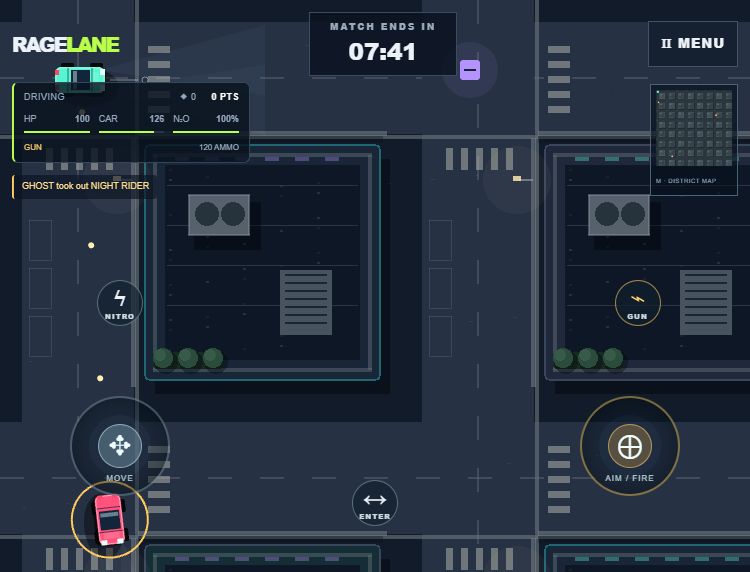 RAGELANE
MATCH ENDS IN
07:41
II MENU
DRIVING ◆ 0 0 PTS
HP 100 CAR 126 N₂O 100%
GUN 120 AMMO
M · DISTRICT MAP
GHOST took out NIGHT RIDER
NITRO
GUN
MOVE
AIM / FIRE
ENTER